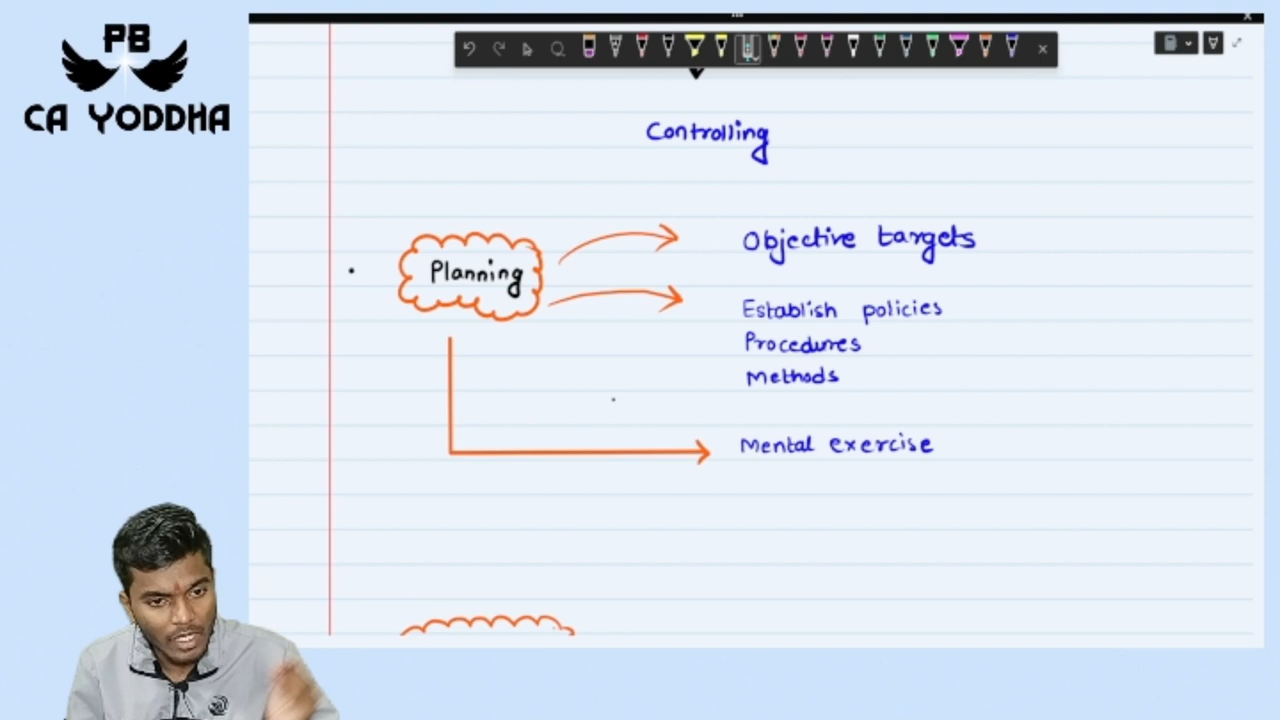 PB
CA YODDHA
Controlling
Planning
Objective targets
Establish policies
Procedures
Methods
Mental exercise